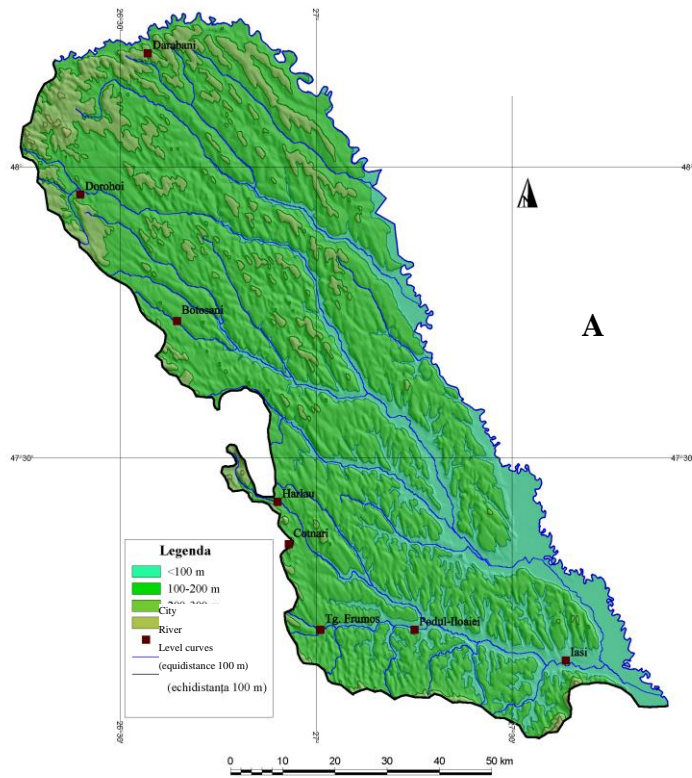 26°30'
27°
Darabani
48°
48°
Dorohoi
A
Botosani
47°30'
47°30'
Harlau
Cotnari
Legenda
<100 m
100-200 m
200-300 m
City
River
Level curves
(equidistance 100 m)
(echidistanța 100 m)
Tg. Frumos
Podul-Iloaiei
Iasi
26°30'
27°
27°30'
0 10 20 30 40 50 km